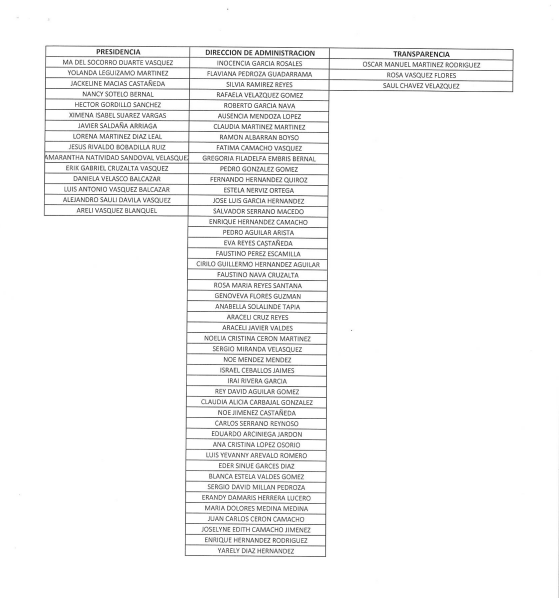 PRESIDENCIA
MA DEL SOCORRO DUARTE VASQUEZ
YOLANDA LEGUIZAMO MARTINEZ
JACKELINE MACIAS CASTAÑEDA
NANCY SOTELO BERNAL
HECTOR GORDILLO SANCHEZ
XIMENA ISABEL SUAREZ VARGAS
JAVIER SALDAÑA ARRIAGA
LORENA MARTINEZ DIAZ LEAL
JESUS RIVALDO BOBADILLA RUIZ
AMARANTHA NATIVIDAD SANDOVAL VELASQUEZ
ERIK GABRIEL CRUZALTA VASQUEZ
DANIELA VELASCO BALCAZAR
LUIS ANTONIO VASQUEZ BALCAZAR
ALEJANDRO SAULI DAVILA VASQUEZ
ARELI VASQUEZ BLANQUEL
DIRECCION DE ADMINISTRACION
INOCENCIA GARCIA ROSALES
FLAVIANA PEDROZA GUADARRAMA
SILVIA RAMIREZ REYES
RAFAELA VELAZQUEZ GOMEZ
ROBERTO GARCIA NAVA
AUSENCIA MENDOZA LOPEZ
CLAUDIA MARTINEZ MARTINEZ
RAMON ALBARRAN BOYSO
FATIMA CAMACHO VASQUEZ
GREGORIA FILADELFA EMBRIS BERNAL
PEDRO GONZALEZ GOMEZ
FERNANDO HERNANDEZ QUIROZ
ESTELA NERVIZ ORTEGA
JOSE LUIS GARCIA HERNANDEZ
SALVADOR SERRANO MACEDO
ENRIQUE HERNANDEZ CAMACHO
PEDRO AGUILAR ARISTA
EVA REYES CASTAÑEDA
FAUSTINO PEREZ ESCAMILLA
CIRILO GUILLERMO HERNANDEZ AGUILAR
FAUSTINO NAVA CRUZALTA
ROSA MARIA REYES SANTANA
GENOVEVA FLORES GUZMAN
ANABELLA SOLALINDE TAPIA
ARACELI CRUZ REYES
ARACELI JAVIER VALDES
NOELIA CRISTINA CERON MARTINEZ
SERGIO MIRANDA VELASQUEZ
NOE MENDEZ MENDEZ
ISRAEL CEBALLOS JAIMES
IRAI RIVERA GARCIA
REY DAVID AGUILAR GOMEZ
CLAUDIA ALICIA CARBAJAL GONZALEZ
NOE JIMENEZ CASTAÑEDA
CARLOS SERRANO REYNOSO
EDUARDO ARCINIEGA JARDON
ANA CRISTINA LOPEZ OSORIO
LUIS YEVANNY AREVALO ROMERO
EDER SINUE GARCES DIAZ
BLANCA ESTELA VALDES GOMEZ
SERGIO DAVID MILLAN PEDROZA
ERANDY DAMARIS HERRERA LUCERO
MARIA DOLORES MEDINA MEDINA
JUAN CARLOS CERON CAMACHO
JOSELYNE EDITH CAMACHO JIMENEZ
ENRIQUE HERNANDEZ RODRIGUEZ
YARELY DIAZ HERNANDEZ
TRANSPARENCIA
OSCAR MANUEL MARTINEZ RODRIGUEZ
ROSA VASQUEZ FLORES
SAUL CHAVEZ VELAZQUEZ